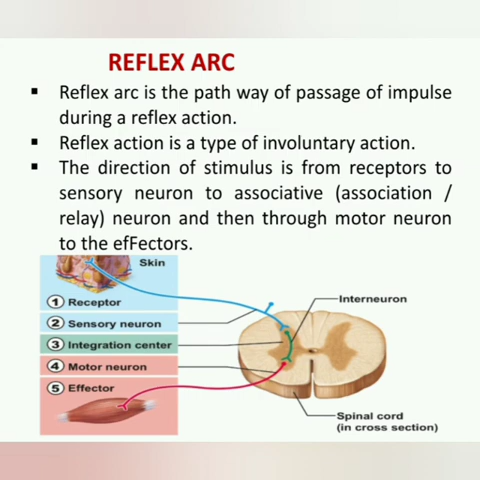 REFLEX ARC
▪ Reflex arc is the path way of passage of impulse
during a reflex action.
▪ Reflex action is a type of involuntary action.
▪ The direction of stimulus is from receptors to
sensory neuron to associative (association /
relay) neuron and then through motor neuron
to the efFectors.
Skin
1 Receptor
Interneuron
2 Sensory neuron
3 Integration center
4 Motor neuron
5 Effector
Spinal cord
(in cross section)